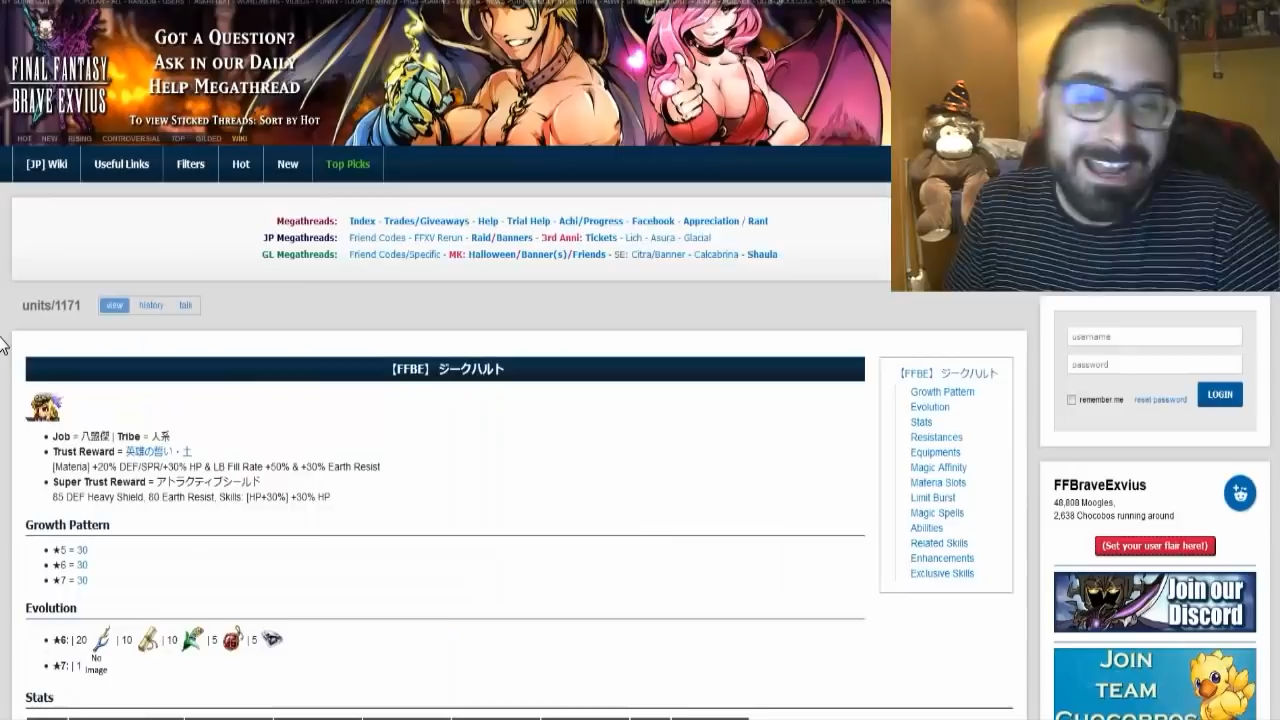 GOT A QUESTION?
ASK IN OUR DAILY
HELP MEGATHREAD
TO VIEW STICKED THREADS: SORT BY HOT
FINAL FANTASY
BRAVE EXVIUS
HOT NEW RISING CONTROVERSIAL TOP GILDED WIKI
[JP] Wiki Useful Links Filters Hot New Top Picks
Megathreads: Index - Trades/Giveaways - Help - Trial Help - Achi/Progress - Facebook - Appreciation / Rant
JP Megathreads: Friend Codes - FFXV Rerun - Raid/Banners - 3rd Anni: Tickets - Lich - Asura - Glacial
GL Megathreads: Friend Codes/Specific - MK: Halloween/Banner(s)/Friends - SE: Citra/Banner - Calcabrina - Shaula
units/1171 view history talk
【FFBE】 ジークハルト
• Job = 八盟傑 | Tribe = 人系
• Trust Reward = 英雄の誓い・土
[Materia] +20% DEF/SPR/+30% HP & LB Fill Rate +50% & +30% Earth Resist
• Super Trust Reward = アトラクティブシールド
85 DEF Heavy Shield, 80 Earth Resist, Skills: [HP+30%] +30% HP
Growth Pattern
• ★5 = 30
• ★6 = 30
• ★7 = 30
Evolution
• ★6: | 20 | 10 | 10 | 5 | 5
• ★7: | 1 No Image
Stats
【FFBE】 ジークハルト
Growth Pattern
Evolution
Stats
Resistances
Equipments
Magic Affinity
Materia Slots
Limit Burst
Magic Spells
Abilities
Related Skills
Enhancements
Exclusive Skills
username
password
remember me reset password LOGIN
FFBraveExvius
48,808 Moogles,
2,638 Chocobos running around
(Set your user flair here!)
Join our
Discord
JOIN
TEAM
CHOCOBROS